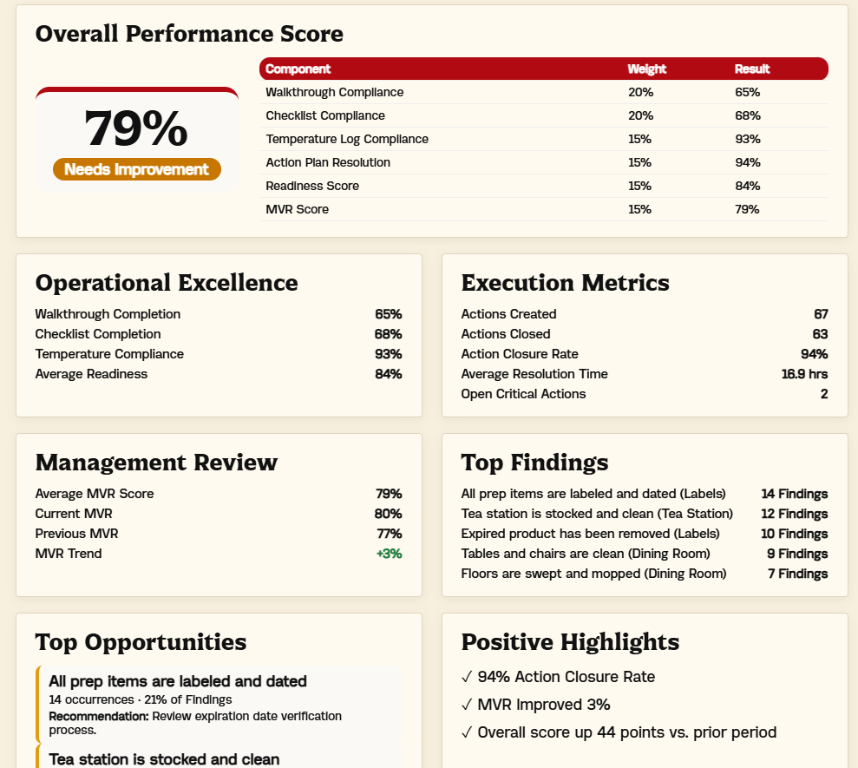 Overall Performance Score
79%
Needs Improvement
Component Weight Result
Walkthrough Compliance 20% 65%
Checklist Compliance 20% 68%
Temperature Log Compliance 15% 93%
Action Plan Resolution 15% 94%
Readiness Score 15% 84%
MVR Score 15% 79%
Operational Excellence
Walkthrough Completion 65%
Checklist Completion 68%
Temperature Compliance 93%
Average Readiness 84%
Execution Metrics
Actions Created 67
Actions Closed 63
Action Closure Rate 94%
Average Resolution Time 16.9 hrs
Open Critical Actions 2
Management Review
Average MVR Score 79%
Current MVR 80%
Previous MVR 77%
MVR Trend +3%
Top Findings
All prep items are labeled and dated (Labels) 14 Findings
Tea station is stocked and clean (Tea Station) 12 Findings
Expired product has been removed (Labels) 10 Findings
Tables and chairs are clean (Dining Room) 9 Findings
Floors are swept and mopped (Dining Room) 7 Findings
Top Opportunities
All prep items are labeled and dated
14 occurrences · 21% of Findings
Recommendation: Review expiration date verification
process.
Tea station is stocked and clean
Positive Highlights
✓ 94% Action Closure Rate
✓ MVR Improved 3%
✓ Overall score up 44 points vs. prior period